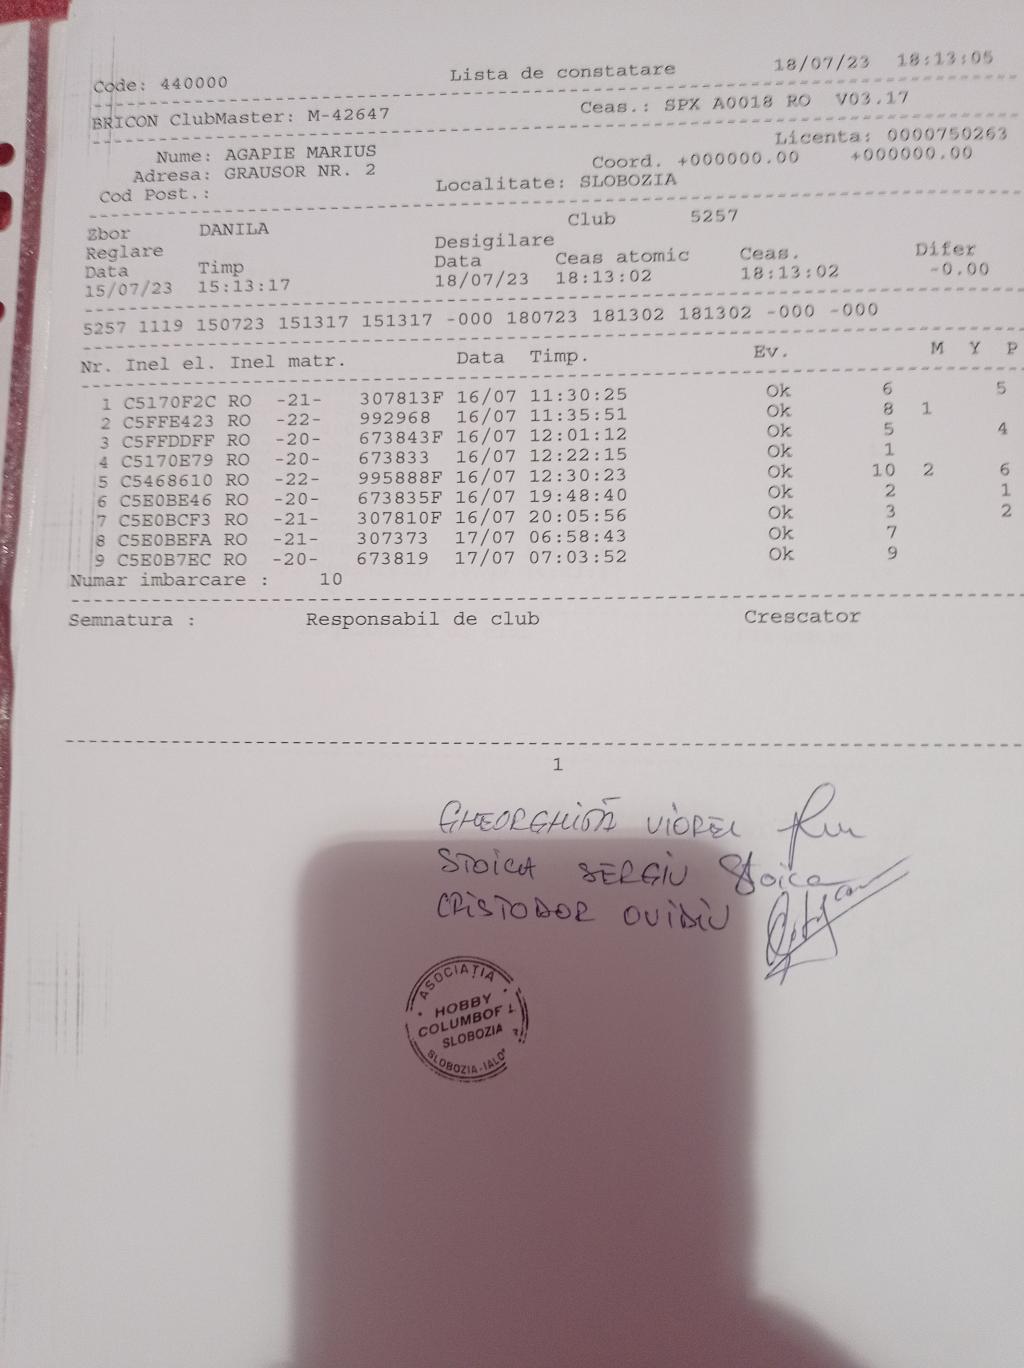 Code: 440000 Lista de constatare 18/07/23 18:13:05
BRICON ClubMaster: M-42647 Ceas.: SPX A0018 RO V03.17
Licenta: 0000750263
Nume: AGAPIE MARIUS Coord. +000000.00 +000000.00
Adresa: GRAUSOR NR. 2
Cod Post.: Localitate: SLOBOZIA
Zbor DANILA Club 5257
Reglare Desigilare
Data Timp Data Ceas atomic Ceas. Difer
15/07/23 15:13:17 18/07/23 18:13:02 18:13:02 -0.00
5257 1119 150723 151317 151317 -000 180723 181302 181302 -000 -000
Nr. Inel el. Inel matr. Data Timp. Ev. M Y P
1 C5170F2C RO -21- 307813F 16/07 11:30:25 Ok 6 5
2 C5FFE423 RO -22- 992968 16/07 11:35:51 Ok 8 1
3 C5FFDDFF RO -20- 673843F 16/07 12:01:12 Ok 5 4
4 C5170E79 RO -20- 673833 16/07 12:22:15 Ok 1
5 C5468610 RO -22- 995888F 16/07 12:30:23 Ok 10 2 6
6 C5E0BE46 RO -20- 673835F 16/07 19:48:40 Ok 2 1
7 C5E0BCF3 RO -21- 307810F 16/07 20:05:56 Ok 3 2
8 C5E0BEFA RO -21- 307373 17/07 06:58:43 Ok 7
9 C5E0B7EC RO -20- 673819 17/07 07:03:52 Ok 9
Numar imbarcare : 10
Semnatura : Responsabil de club Crescator
1
GHEORGHIȚĂ VIOREL
STOICA SERGIU Stoica
CRISTODOR OVIDIU
ASOCIAȚIA
HOBBY
COLUMBOF
SLOBOZIA
SLOBOZIA-IALO